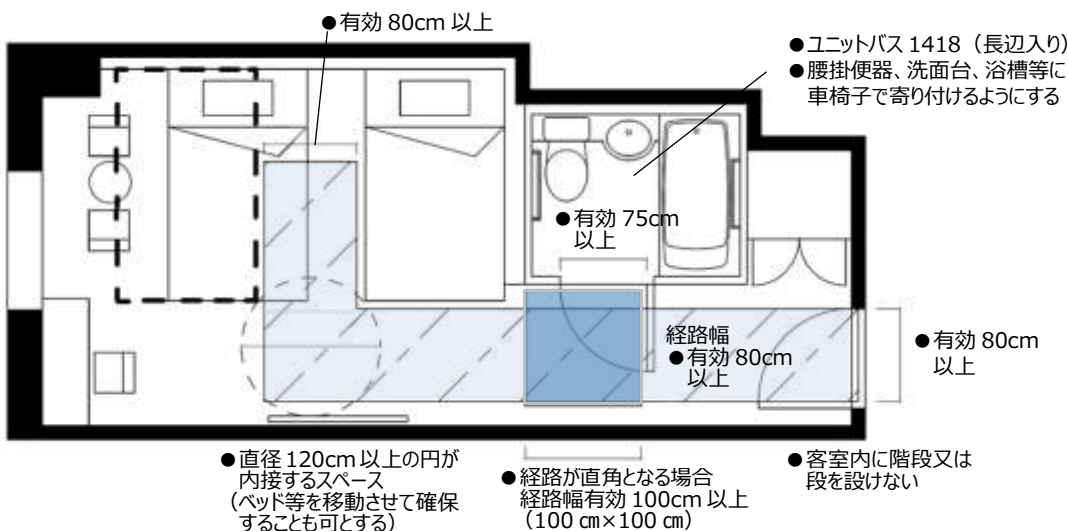 ●有効 80cm 以上
●ユニットバス 1418（長辺入り）
●腰掛便器、洗面台、浴槽等に
車椅子で寄り付けるようにする
●有効 75cm
以上
経路幅
●有効 80cm
以上
●有効 80cm
以上
●直径 120cm 以上の円が
内接するスペース
（ベッド等を移動させて確保
することも可とする）
●経路が直角となる場合
経路幅有効 100cm 以上
（100 ㎝×100 ㎝）
●客室内に階段又は
段を設けない